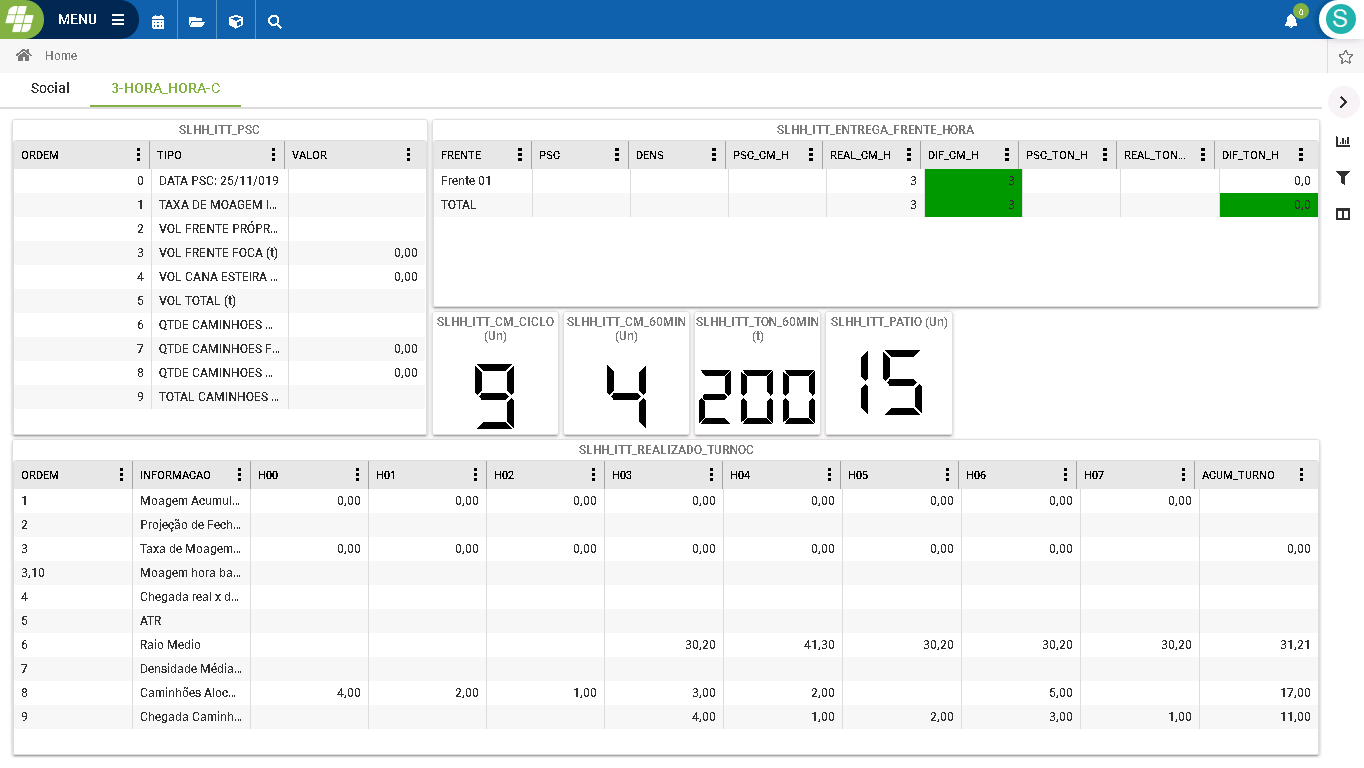 MENU
0
S
Home
Social 3-HORA_HORA-C
SLHH_ITT_PSC
ORDEM TIPO VALOR
0 DATA PSC: 25/11/019
1 TAXA DE MOAGEM I...
2 VOL FRENTE PRÓPR...
3 VOL FRENTE FOCA (t) 0,00
4 VOL CANA ESTEIRA ... 0,00
5 VOL TOTAL (t)
6 QTDE CAMINHOES ...
7 QTDE CAMINHOES F... 0,00
8 QTDE CAMINHOES ... 0,00
9 TOTAL CAMINHOES ...
SLHH_ITT_ENTREGA_FRENTE_HORA
FRENTE PSC DENS PSC_CM_H REAL_CM_H DIF_CM_H PSC_TON_H REAL_TON... DIF_TON_H
Frente 01 3 3 0,0
TOTAL 3 3 0,0
SLHH_ITT_CM_CICLO
(Un)
9
SLHH_ITT_CM_60MIN
(Un)
4
SLHH_ITT_TON_60MIN
(t)
200
SLHH_ITT_PATIO (Un)
15
SLHH_ITT_REALIZADO_TURNOC
ORDEM INFORMACAO H00 H01 H02 H03 H04 H05 H06 H07 ACUM_TURNO
1 Moagem Acumul... 0,00 0,00 0,00 0,00 0,00 0,00 0,00 0,00
2 Projeção de Fech...
3 Taxa de Moagem... 0,00 0,00 0,00 0,00 0,00 0,00 0,00 0,00
3,10 Moagem hora ba...
4 Chegada real x d...
5 ATR
6 Raio Medio 30,20 41,30 30,20 30,20 30,20 31,21
7 Densidade Média...
8 Caminhões Aloc... 4,00 2,00 1,00 3,00 2,00 5,00 17,00
9 Chegada Caminh... 4,00 1,00 2,00 3,00 1,00 11,00